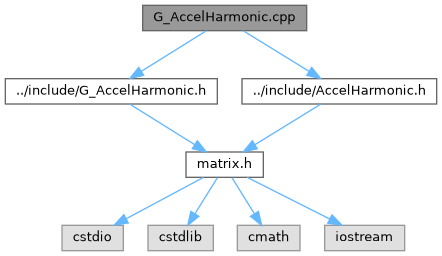 G_AccelHarmonic.cpp
../include/G_AccelHarmonic.h
../include/AccelHarmonic.h
matrix.h
cstdio
cstdlib
cmath
iostream